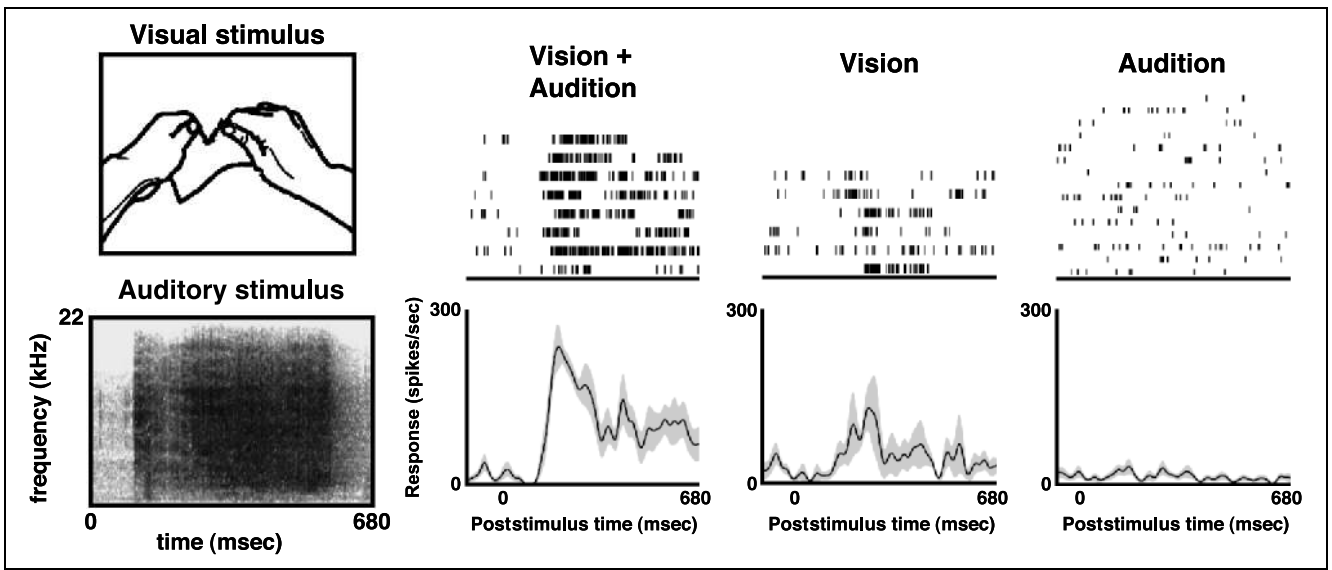 Visual stimulus
Auditory stimulus
22
frequency (kHz)
0
680
time (msec)
Vision +
Audition
300
Response (spikes/sec)
0
0
680
Poststimulus time (msec)
Vision
300
0
0
680
Poststimulus time (msec)
Audition
300
0
0
680
Poststimulus time (msec)